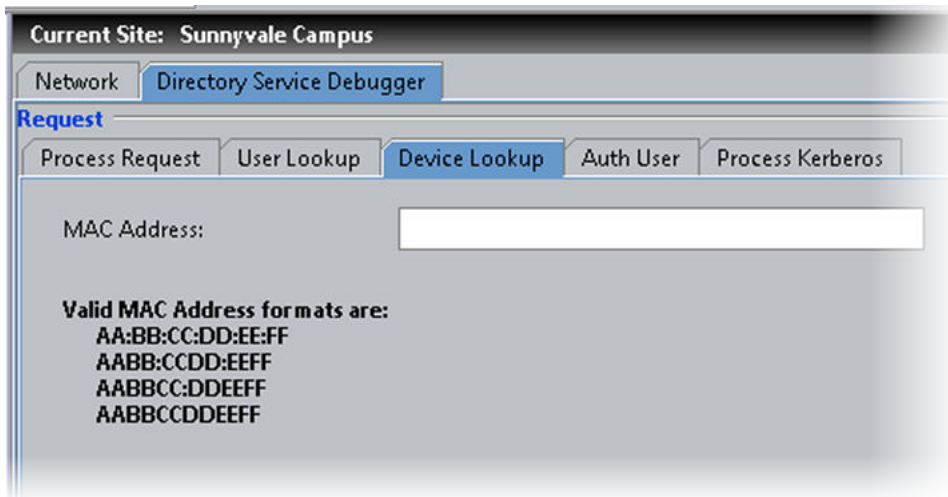 Current Site: Sunnyvale Campus
Network Directory Service Debugger
Request
Process Request User Lookup Device Lookup Auth User Process Kerberos
MAC Address:
Valid MAC Address formats are:
AA:BB:CC:DD:EE:FF
AABB:CCDD:EEFF
AABBCC:DDEEFF
AABBCCDDEEFF